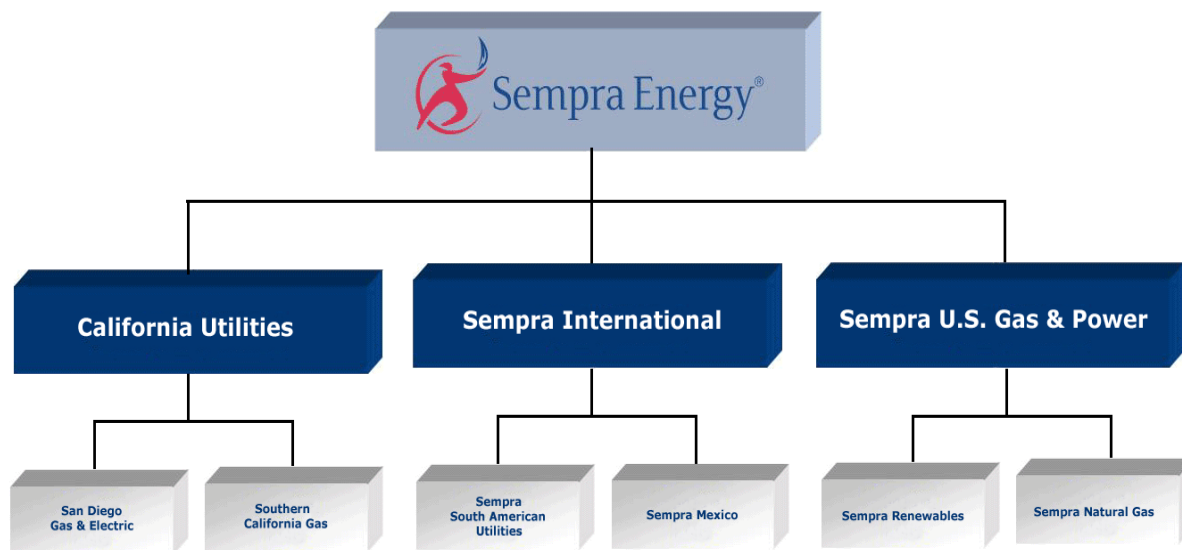 Sempra Energy®
California Utilities
Sempra International
Sempra U.S. Gas & Power
San Diego
Gas & Electric
Southern
California Gas
Sempra
South American
Utilities
Sempra Mexico
Sempra Renewables
Sempra Natural Gas